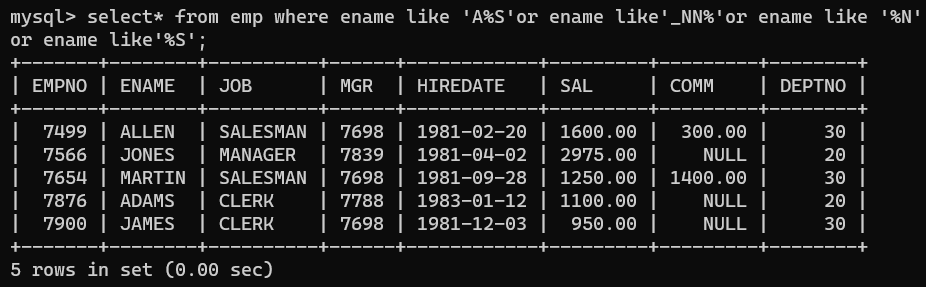 mysql> select* from emp where ename like 'A%S'or ename like'_NN%'or ename like '%N'
or ename like'%S';
+-------+--------+----------+------+------------+---------+---------+--------+
| EMPNO | ENAME  | JOB      | MGR  | HIREDATE   | SAL     | COMM    | DEPTNO |
+-------+--------+----------+------+------------+---------+---------+--------+
|  7499 | ALLEN  | SALESMAN | 7698 | 1981-02-20 | 1600.00 |  300.00 |     30 |
|  7566 | JONES  | MANAGER  | 7839 | 1981-04-02 | 2975.00 |    NULL |     20 |
|  7654 | MARTIN | SALESMAN | 7698 | 1981-09-28 | 1250.00 | 1400.00 |     30 |
|  7876 | ADAMS  | CLERK    | 7788 | 1983-01-12 | 1100.00 |    NULL |     20 |
|  7900 | JAMES  | CLERK    | 7698 | 1981-12-03 |  950.00 |    NULL |     30 |
+-------+--------+----------+------+------------+---------+---------+--------+
5 rows in set (0.00 sec)